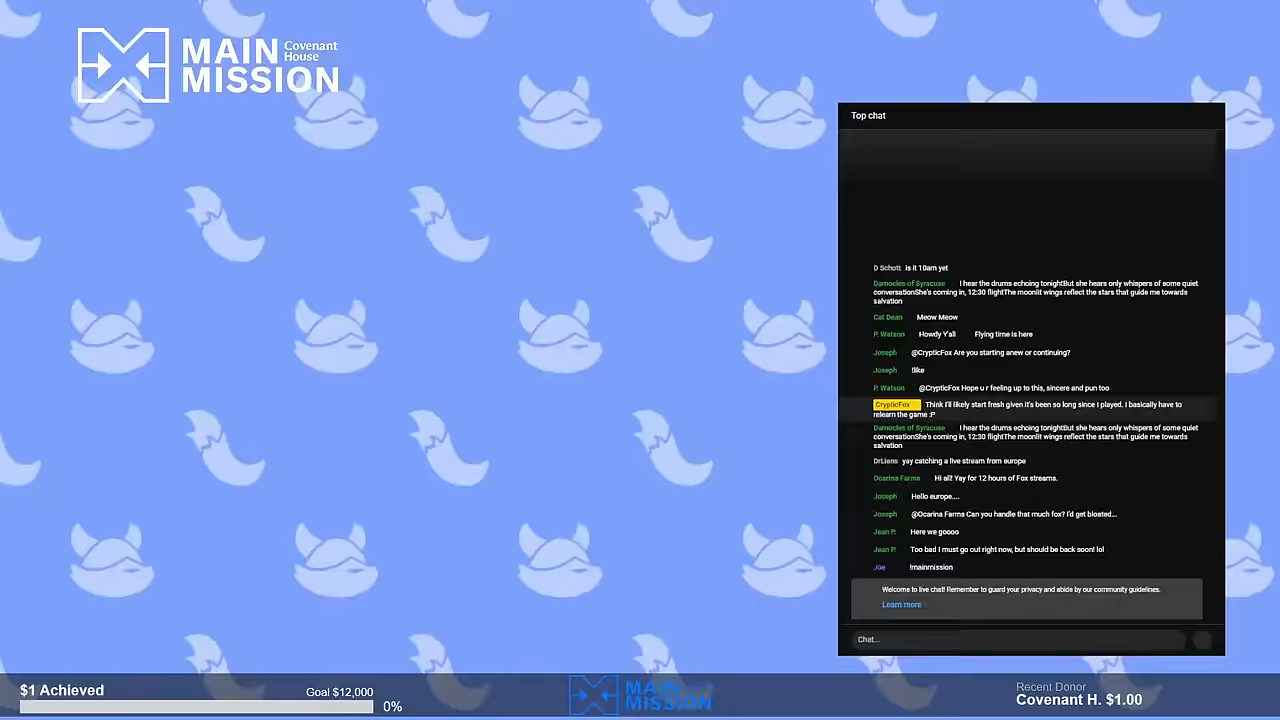 MAIN Covenant House
MISSION
Top chat
D Schott is it 10am yet
Damocles of Syracuse I hear the drums echoing tonightBut she hears only whispers of some quiet
conversationShe's coming in, 12:30 flightThe moonlit wings reflect the stars that guide me towards
salvation
Cat Dean Meow Meow
P. Watson Howdy Y'all Flying time is here
Joseph @CrypticFox Are you starting anew or continuing?
Joseph !like
P. Watson @CrypticFox Hope u r feeling up to this, sincere and pun too
CrypticFox Think I'll likely start fresh given it's been so long since I played. I basically have to
relearn the game :P
Damocles of Syracuse I hear the drums echoing tonightBut she hears only whispers of some quiet
conversationShe's coming in, 12:30 flightThe moonlit wings reflect the stars that guide me towards
salvation
DrLiens yay catching a live stream from europe
Ocarina Farms Hi all! Yay for 12 hours of Fox streams.
Joseph Hello europe....
Joseph @Ocarina Farms Can you handle that much fox? I'd get bloated...
Jean P. Here we goooo
Jean P. Too bad I must go out right now, but should be back soon! lol
Joe !mainmission
Welcome to live chat! Remember to guard your privacy and abide by our community guidelines.
Learn more
Chat...
$1 Achieved Goal $12,000
0%
MAIN
MISSION
Recent Donor
Covenant H. $1.00